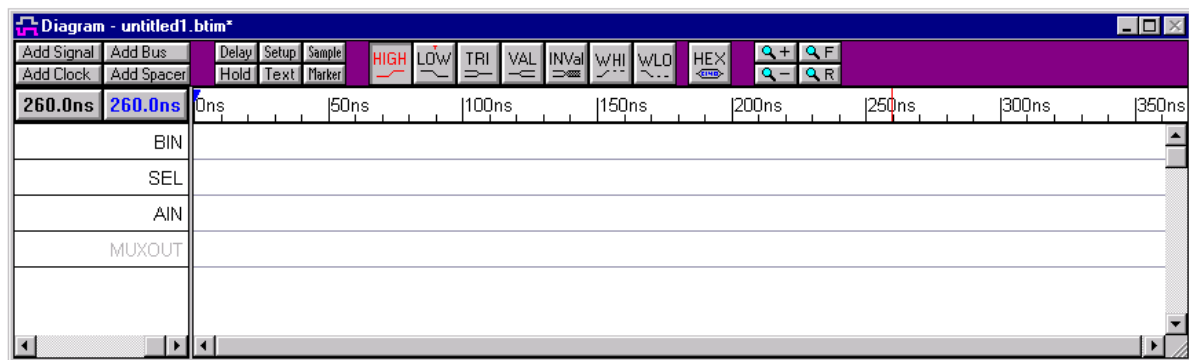 Diagram - untitled1.btim*
Add Signal Add Bus Delay Setup Sample HIGH LOW TRI VAL INVal WHI WLO HEX + F
Add Clock Add Spacer Hold Text Marker - R
260.0ns 260.0ns 0ns 50ns 100ns 150ns 200ns 250ns 300ns 350ns
BIN
SEL
AIN
MUXOUT